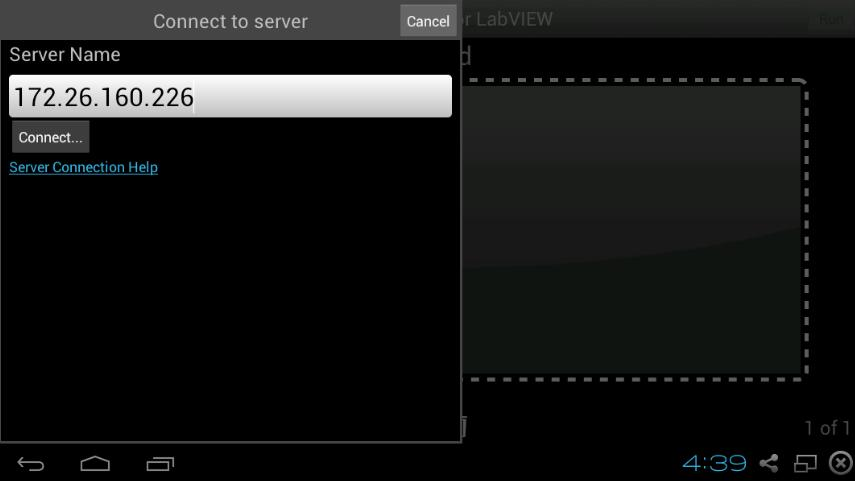 Connect to server
Cancel
or LabVIEW
Run
Server Name
d
172.26.160.226
Connect...
Server Connection Help
1 of 1
4:39